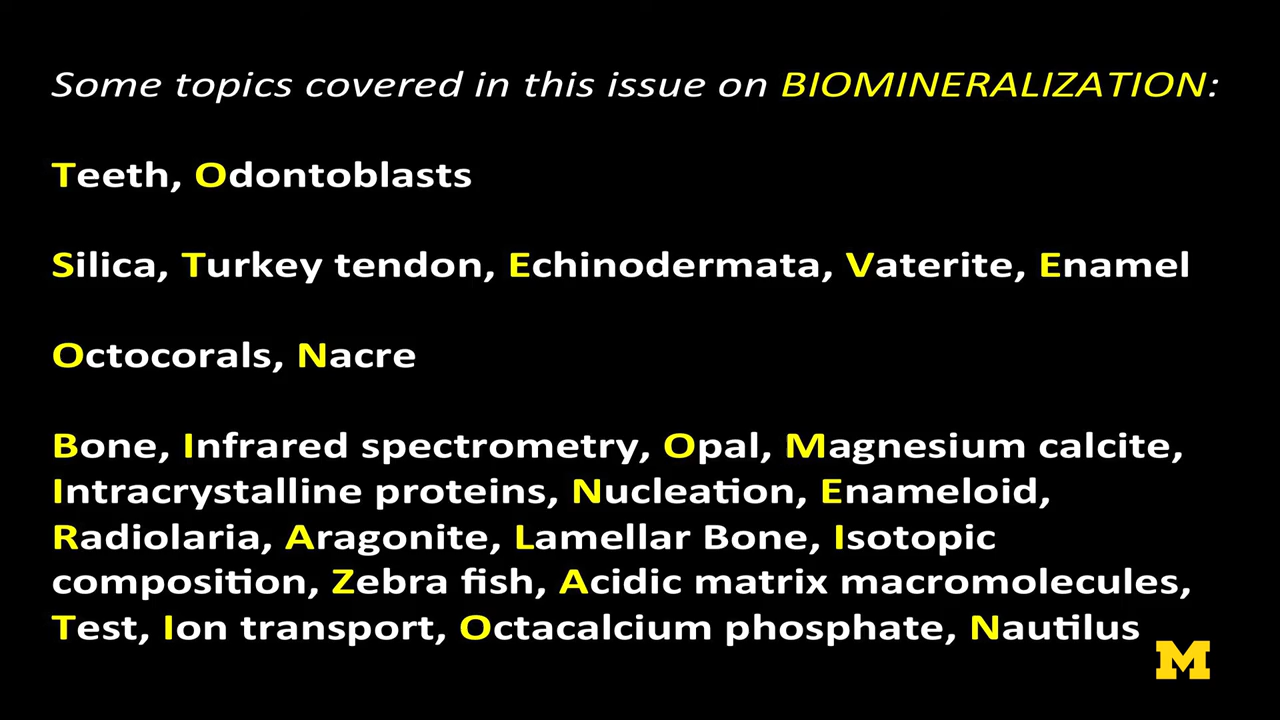 Some topics covered in this issue on BIOMINERALIZATION:
Teeth, Odontoblasts
Silica, Turkey tendon, Echinodermata, Vaterite, Enamel
Octocorals, Nacre
Bone, Infrared spectrometry, Opal, Magnesium calcite,
Intracrystalline proteins, Nucleation, Enameloid,
Radiolaria, Aragonite, Lamellar Bone, Isotopic
composition, Zebra fish, Acidic matrix macromolecules,
Test, Ion transport, Octacalcium phosphate, Nautilus
M